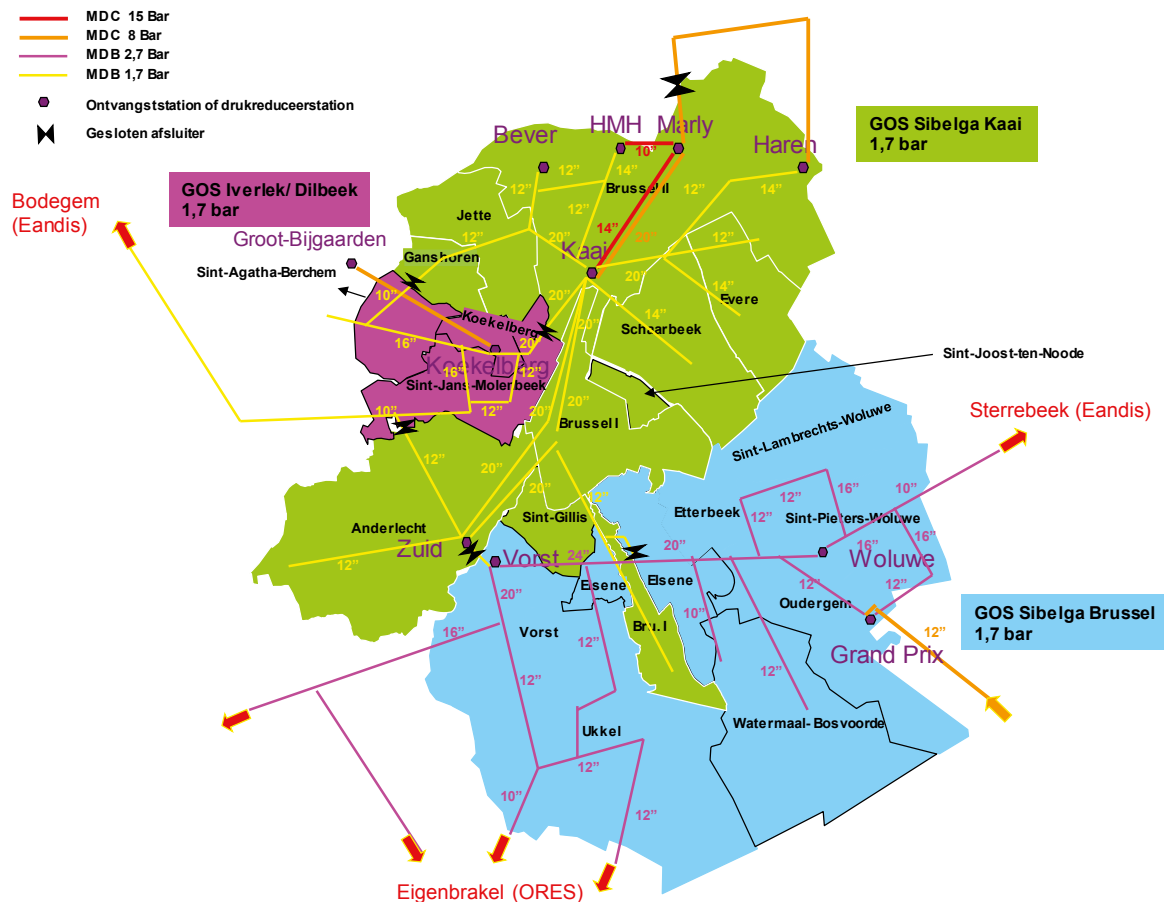 MDC 15 Bar
MDC 8 Bar
MDB 2,7 Bar
MDB 1,7 Bar
Ontvangststation of drukreduceerstation
Gesloten afsluiter
GOS Sibelga Kaai
1,7 bar
GOS Iverlek/ Dilbeek
1,7 bar
GOS Sibelga Brussel
1,7 bar
Bever
HMH
Marly
Haren
10”
12”
14”
Brussel II
12”
14”
12”
12”
Jette
12”
20”
14”
20”
12”
Kaai
Bodegem
(Eandis)
Groot-Bijgaarden
Ganshoren
Sint-Agatha-Berchem
10”
20”
14”
Evere
20”
20”
14”
Schaarbeek
Koekelberg
16”
20”
Koekelberg
16”
12”
Sint-Jans-Molenbeek
Sint-Joost-ten-Noode
12”
10”
20”
20”
Brussel I
Sterrebeek (Eandis)
Sint-Lambrechts-Woluwe
12”
20”
20”
12”
Sint-Gillis
Etterbeek
12”
16”
10”
12”
Sint-Pieters-Woluwe
Anderlecht
Zuid
Vorst
24”
20”
16”
16”
Woluwe
12”
Elsene
Elsene
12”
12”
20”
Oudergem
10”
16”
Vorst
12”
Bru. I
12”
Grand Prix
12”
12”
Watermaal-Bosvoorde
Ukkel
12”
10”
12”
Eigenbrakel (ORES)